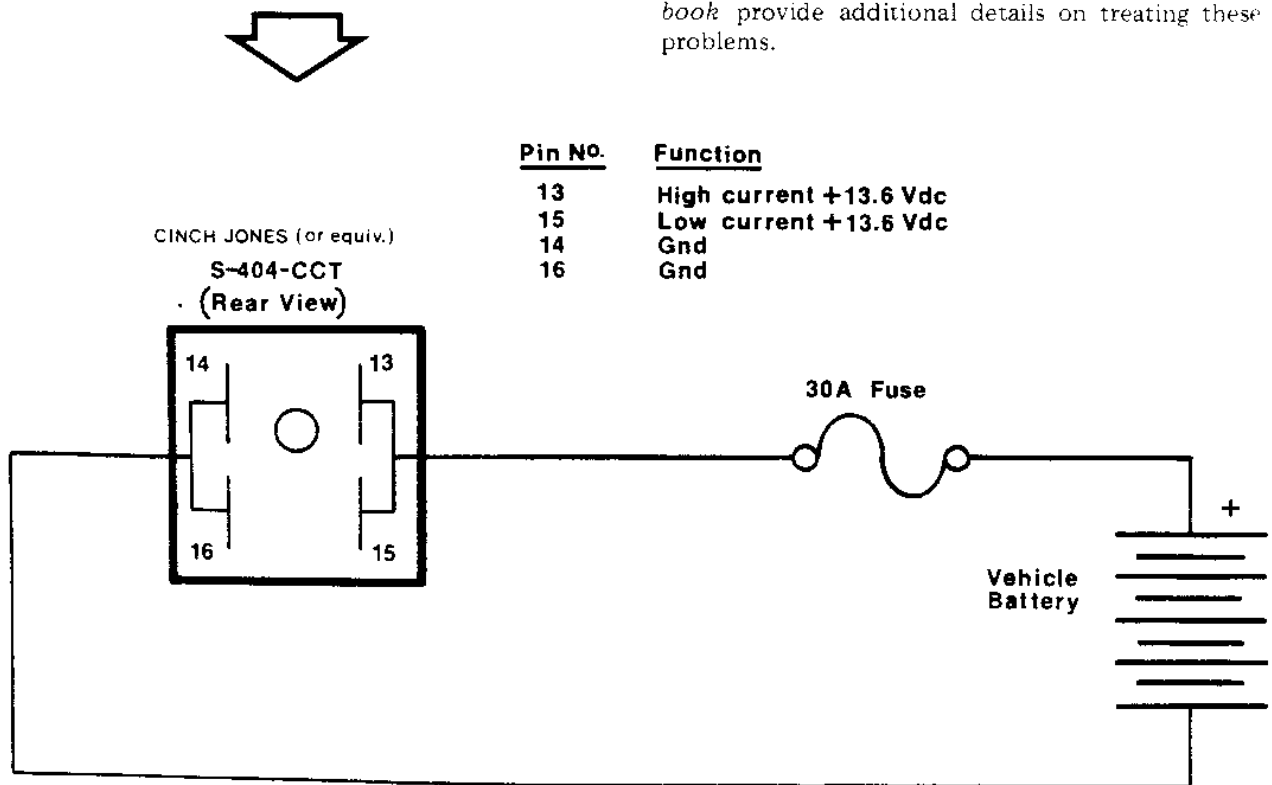 book provide additional details on treating these
problems.
Pin No. Function
13 High current +13.6 Vdc
15 Low current +13.6 Vdc
14 Gnd
16 Gnd
CINCH JONES (or equiv.)
S-404-CCT
(Rear View)
14 13
16 15
30A Fuse
+
Vehicle
Battery